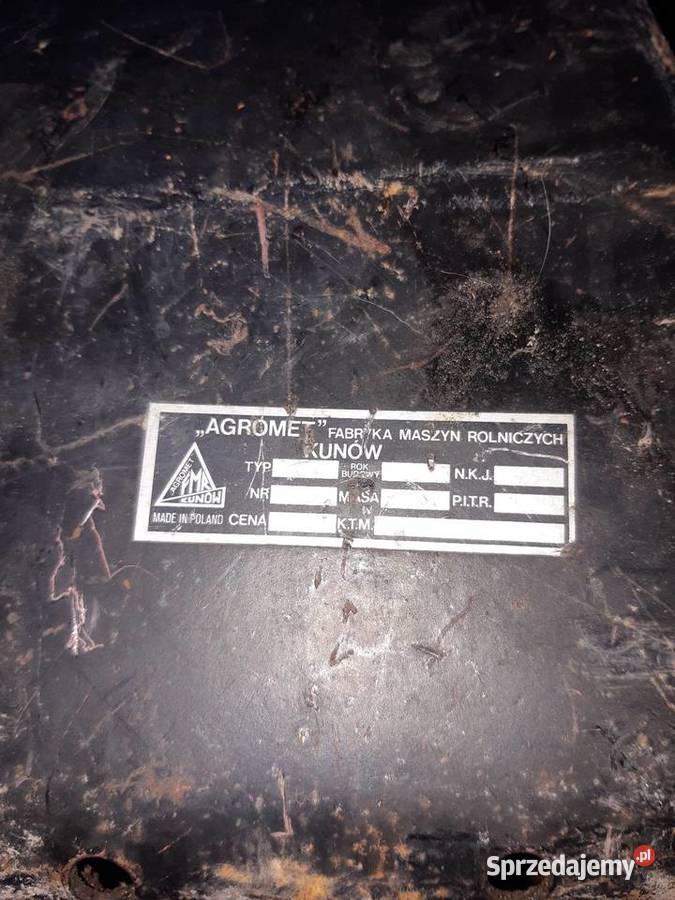 „AGROMET” FABRYKA MASZYN ROLNICZYCH
KUNÓW
AGROMET
FMR
KUNÓW
MADE IN POLAND
TYP ROK BUDOWY N.K.J.
NR MASA P.I.T.R.
CENA K.T.M.
Sprzedajemy.pl